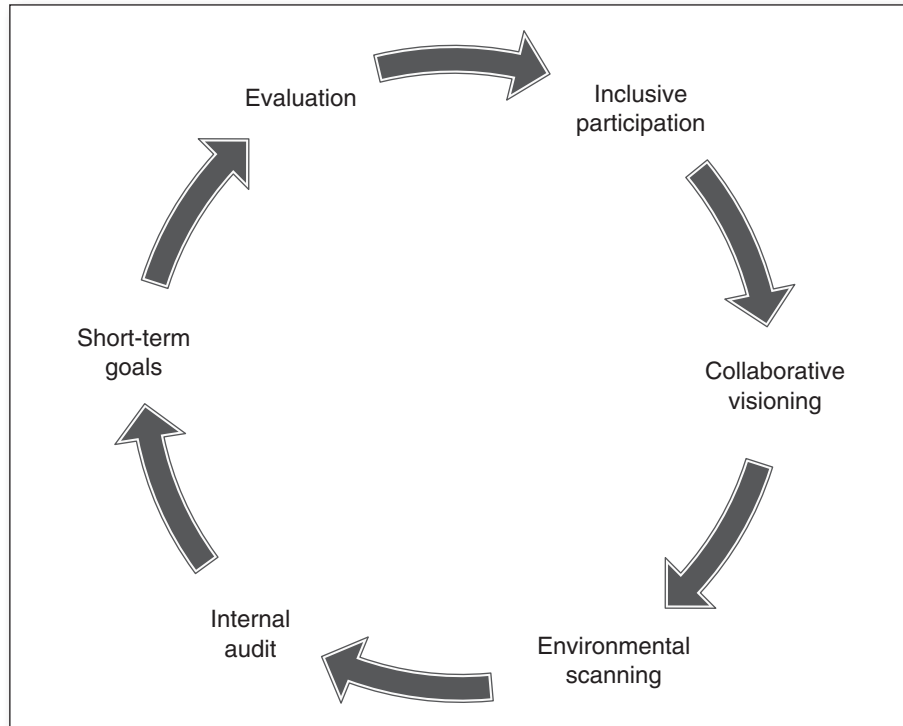 Evaluation
Inclusive
participation
Collaborative
visioning
Environmental
scanning
Internal
audit
Short-term
goals